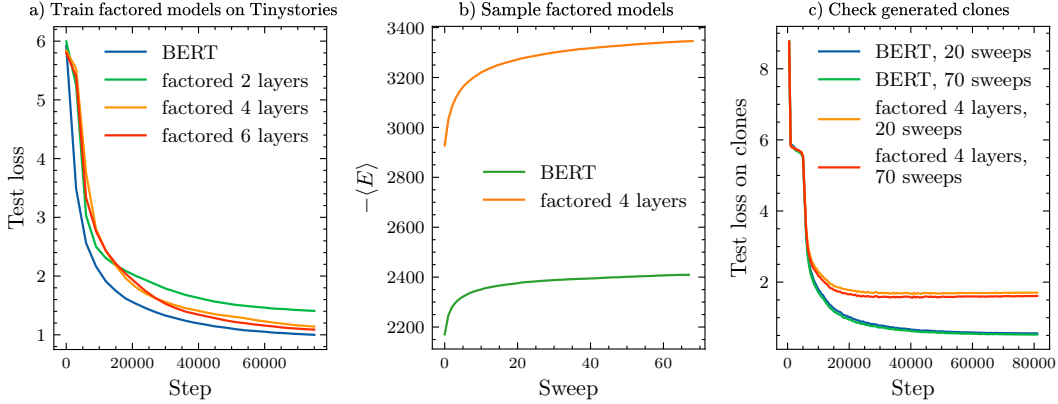 a) Train factored models on Tinystories
6
5
4
3
2
1
0
20000
40000
60000
Test loss
Step
BERT
factored 2 layers
factored 4 layers
factored 6 layers
b) Sample factored models
3400
3200
3000
2800
2600
2400
2200
0
20
40
60
−⟨E⟩
Sweep
BERT
factored 4 layers
c) Check generated clones
8
6
4
2
0
20000
40000
60000
80000
Test loss on clones
Step
BERT, 20 sweeps
BERT, 70 sweeps
factored 4 layers,
20 sweeps
factored 4 layers,
70 sweeps